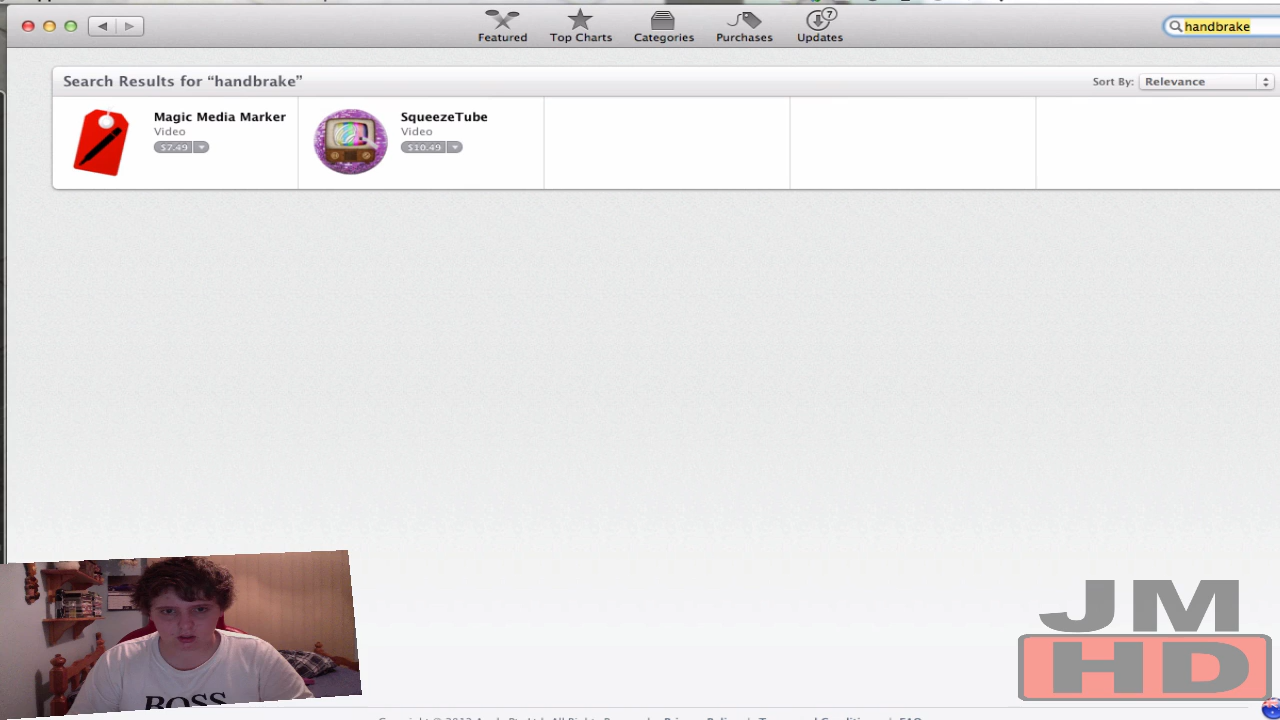 Featured
Top Charts
Categories
Purchases
7
Updates
handbrake
Search Results for “handbrake”
Sort By: Relevance
Magic Media Marker
Video
$7.49
SqueezeTube
Video
$10.49
BOSS
JM
HD